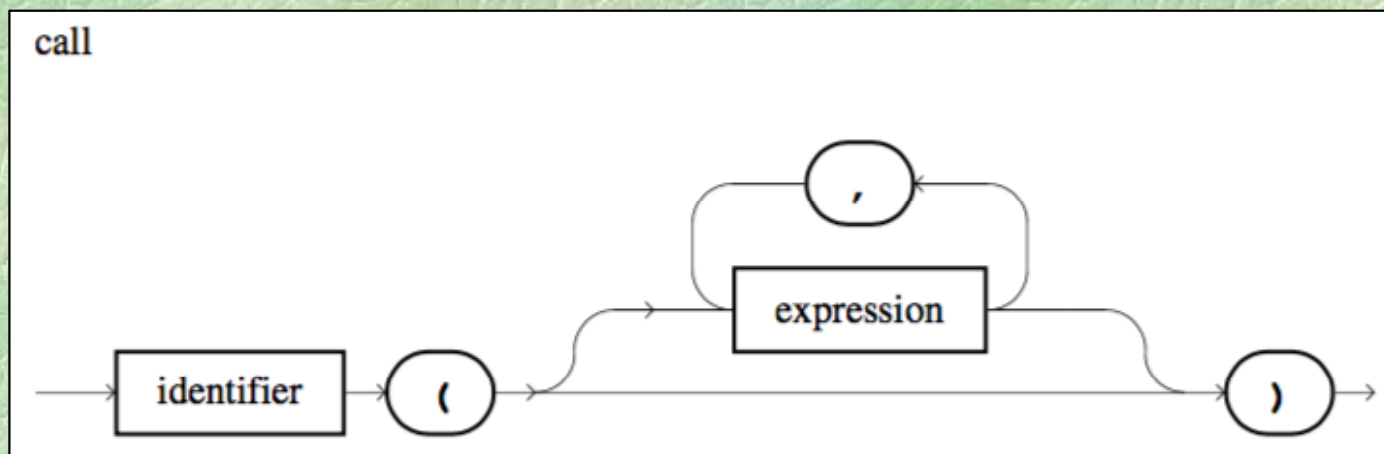 call
,
expression
identifier
(
)